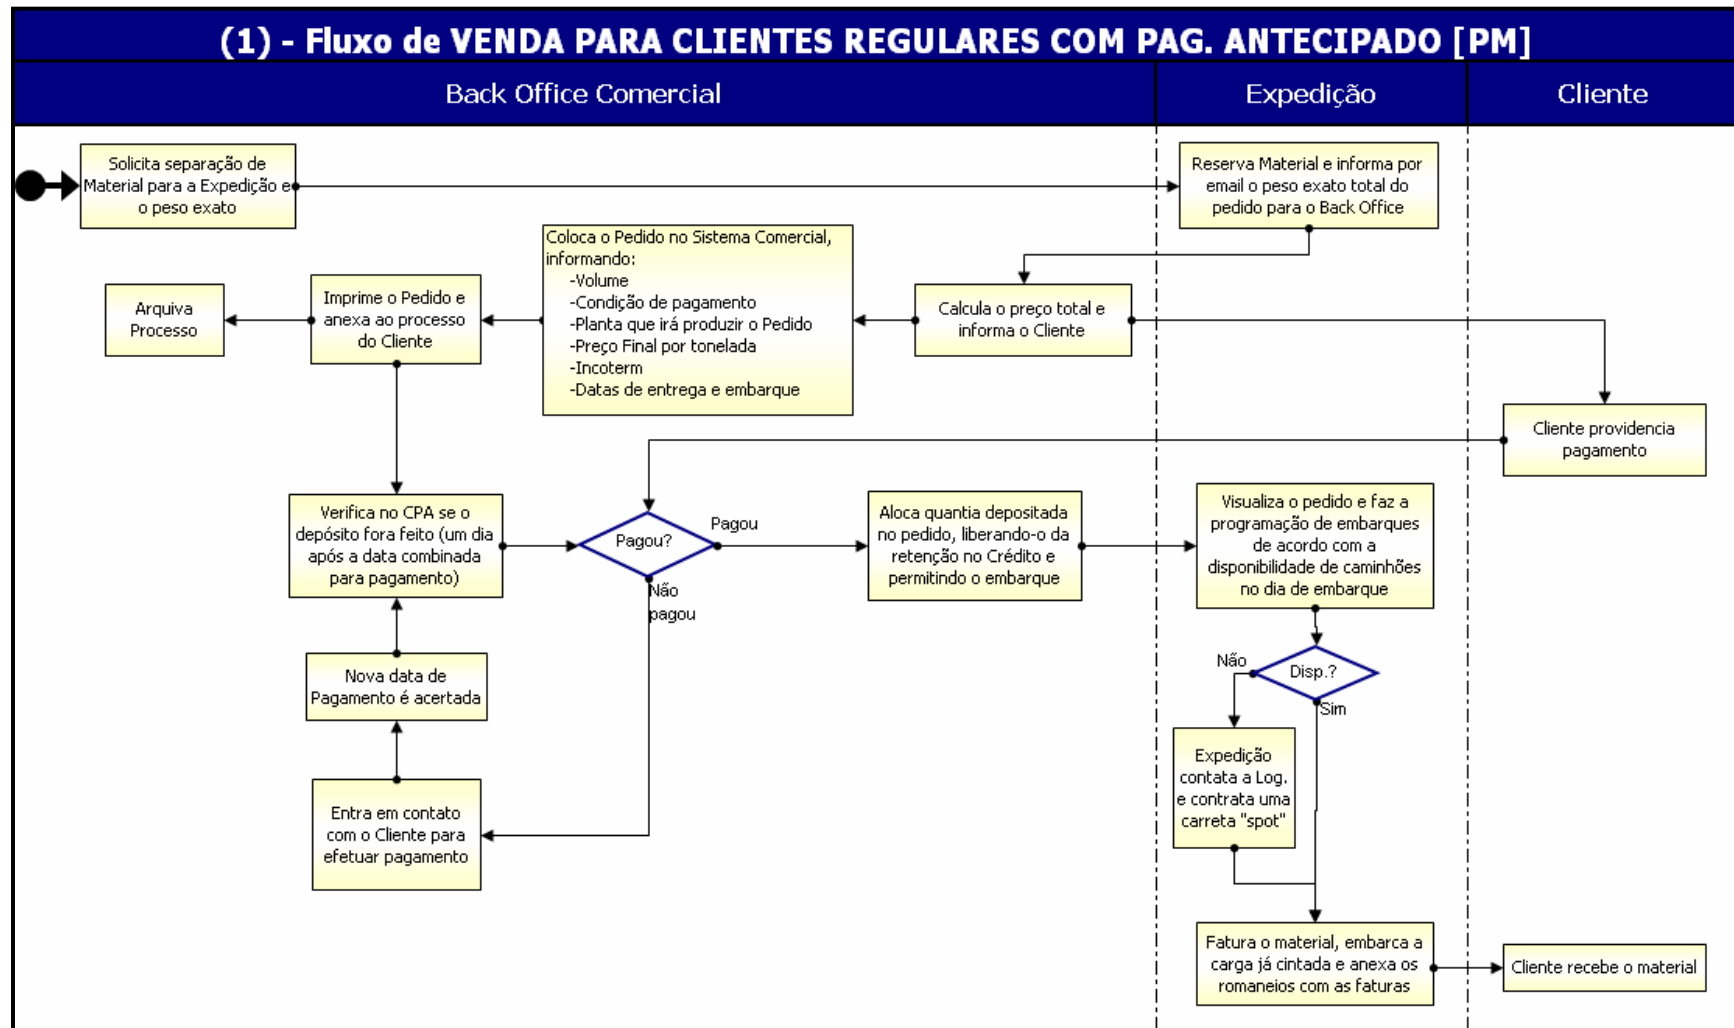 (1) - Fluxo de VENDA PARA CLIENTES REGULARES COM PAG. ANTECIPADO [PM]
Back Office Comercial
Expedição
Cliente
Solicita separação de
Material para a Expedição e
o peso exato
Reserva Material e informa por
email o peso exato total do
pedido para o Back Office
Coloca o Pedido no Sistema Comercial,
informando:
-Volume
-Condição de pagamento
-Planta que irá produzir o Pedido
-Preço Final por tonelada
-Incoterm
-Datas de entrega e embarque
Arquiva
Processo
Imprime o Pedido e
anexa ao processo
do Cliente
Calcula o preço total e
informa o Cliente
Cliente providencia
pagamento
Verifica no CPA se o
depósito fora feito (um dia
após a data combinada
para pagamento)
Pagou?
Pagou
Não
pagou
Aloca quantia depositada
no pedido, liberando-o da
retenção no Crédito e
permitindo o embarque
Visualiza o pedido e faz a
programação de embarques
de acordo com a
disponibilidade de caminhões
no dia de embarque
Nova data de
Pagamento é acertada
Não
Disp.?
Sim
Expedição
contata a Log.
e contrata uma
carreta "spot"
Entra em contato
com o Cliente para
efetuar pagamento
Fatura o material, embarca a
carga já cintada e anexa os
romaneios com as faturas
Cliente recebe o material